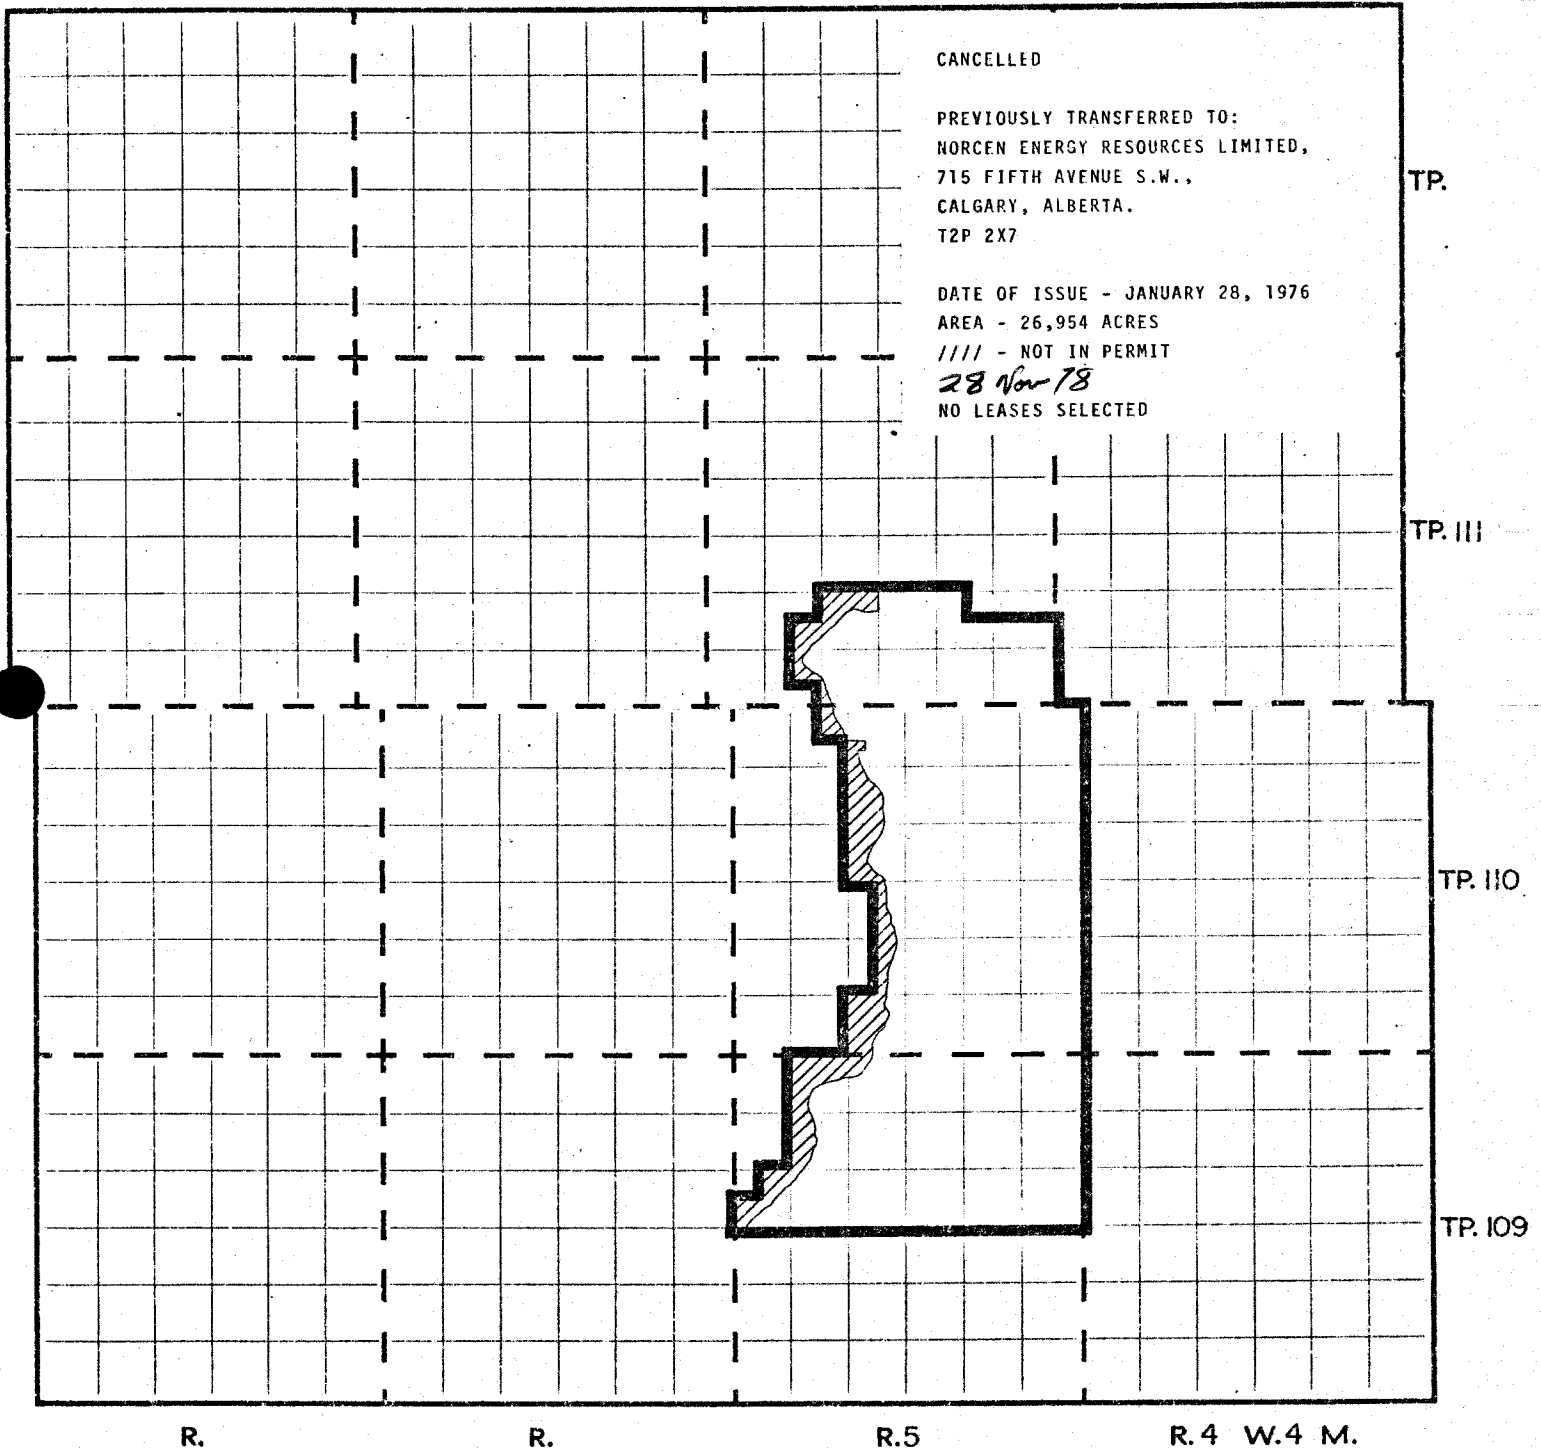 CANCELLED
PREVIOUSLY TRANSFERRED TO:
NORCEN ENERGY RESOURCES LIMITED,
715 FIFTH AVENUE S.W.,
CALGARY, ALBERTA.
T2P 2X7
DATE OF ISSUE - JANUARY 28, 1976
AREA - 26,954 ACRES
//// - NOT IN PERMIT
28 Nov 78
NO LEASES SELECTED
TP.
TP. 111
TP. 110
TP. 109
R. R. R.5 R.4 W.4 M.